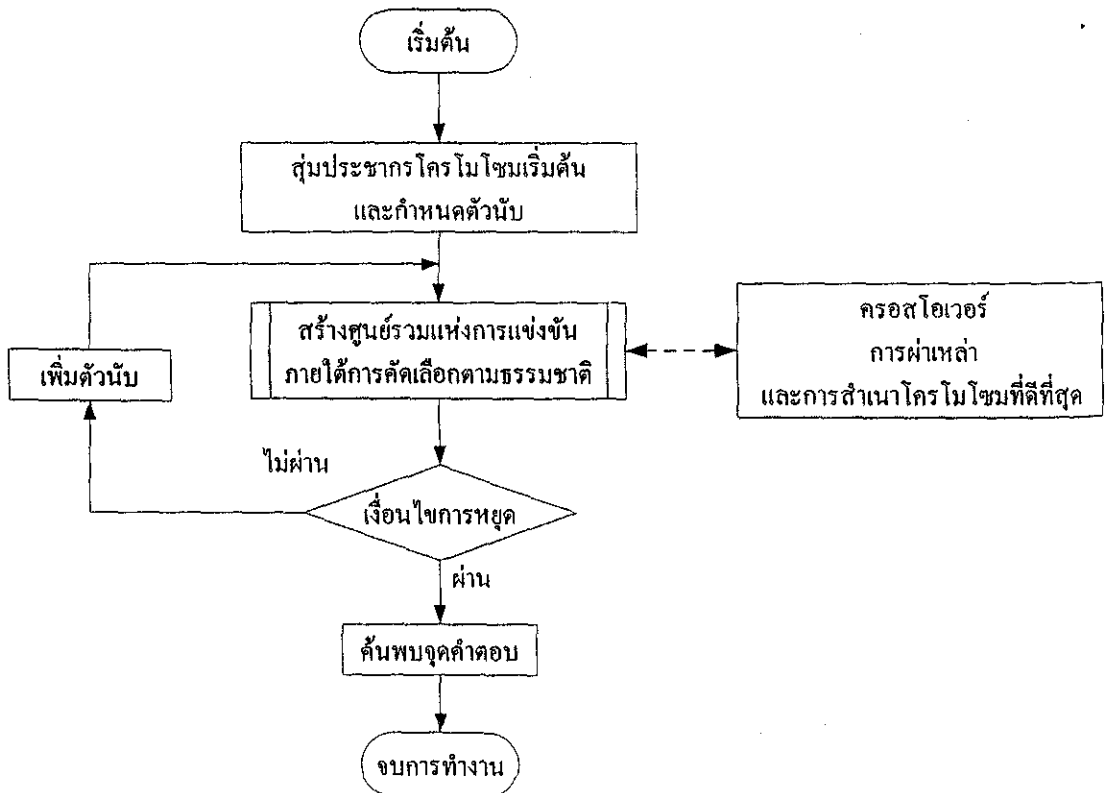 เริ่มต้น
สุ่มประชากรโครโมโซมเริ่มต้น
และกำหนดตัวนับ
สร้างศูนย์รวมแห่งการแข่งขัน
ภายใต้การคัดเลือกตามธรรมชาติ
ครอสโอเวอร์
การผ่าเหล่า
และการสำเนาโครโมโซมที่ดีที่สุด
เพิ่มตัวนับ
ไม่ผ่าน
เงื่อนไขการหยุด
ผ่าน
ค้นพบจุดคำตอบ
จบการทำงาน